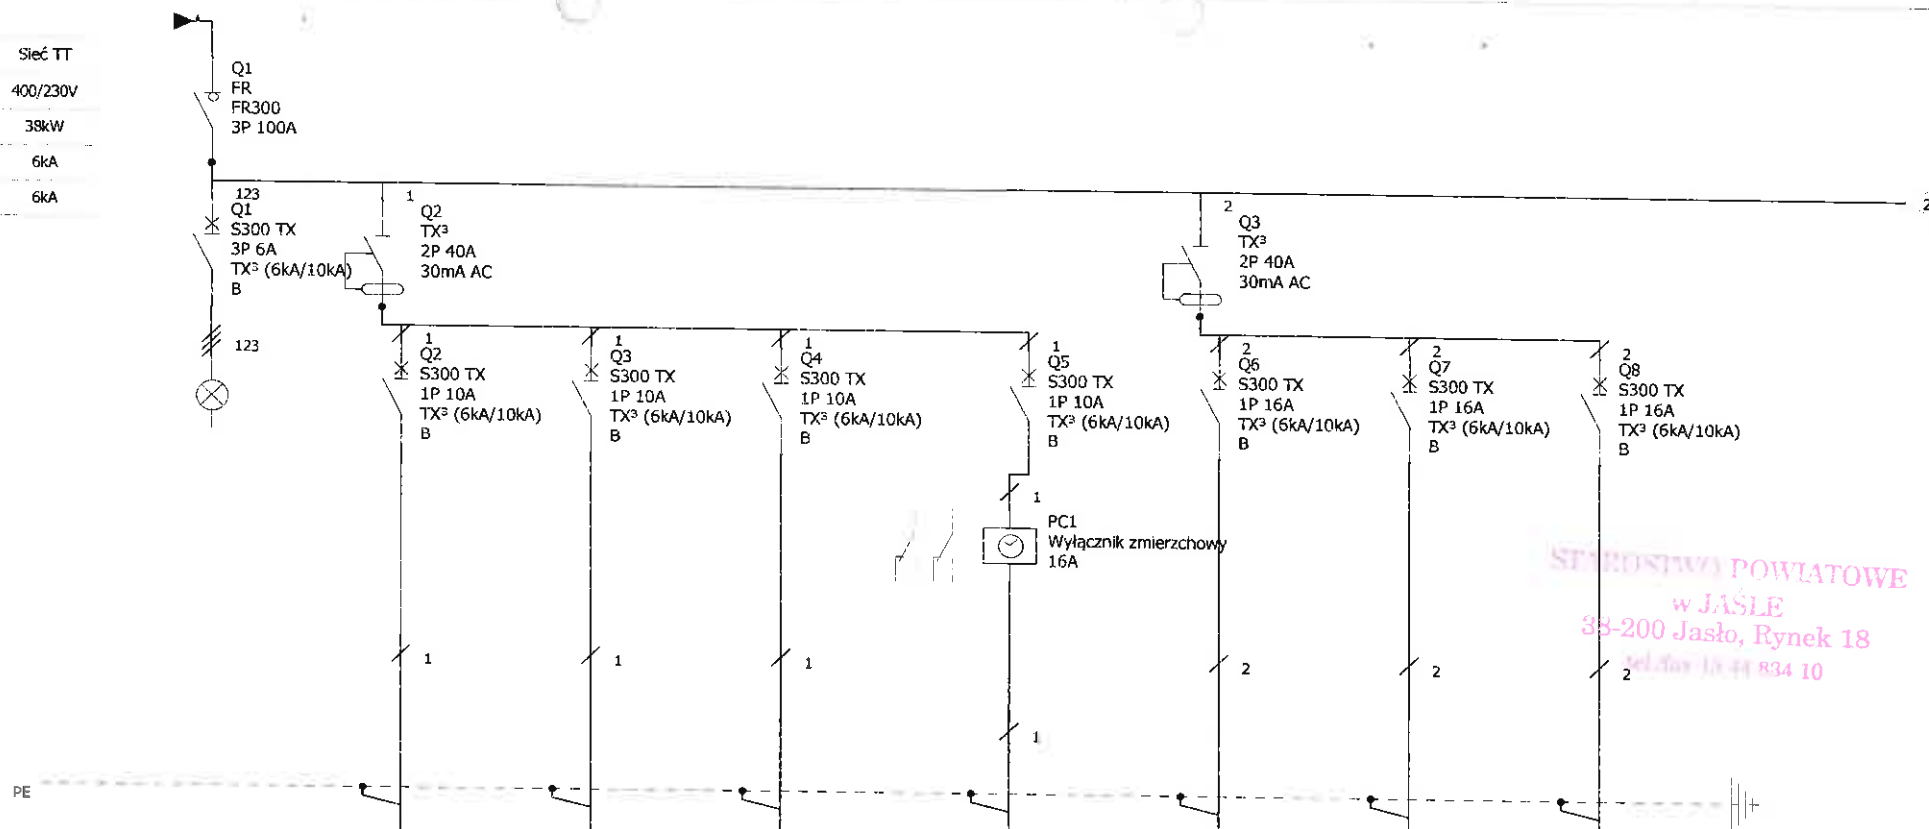 Sieć TT
400/230V
38kW
6kA
6kA
Q1
FR
FR300
3P 100A
123
Q1
S300 TX
3P 6A
TX³ (6kA/10kA)
B
123
1
Q2
TX³
2P 40A
30mA AC
2
Q3
TX³
2P 40A
30mA AC
2
1
Q2
S300 TX
1P 10A
TX³ (6kA/10kA)
B
1
Q3
S300 TX
1P 10A
TX³ (6kA/10kA)
B
1
Q4
S300 TX
1P 10A
TX³ (6kA/10kA)
B
1
Q5
S300 TX
1P 10A
TX³ (6kA/10kA)
B
2
Q6
S300 TX
1P 16A
TX³ (6kA/10kA)
B
2
Q7
S300 TX
1P 16A
TX³ (6kA/10kA)
B
2
Q8
S300 TX
1P 16A
TX³ (6kA/10kA)
B
1
PC1
Wyłącznik zmierzchowy
16A
STAROSTWO POWIATOWE
w JAŚLE
38-200 Jasło, Rynek 18
834 10
1
1
1
1
2
2
2
PE